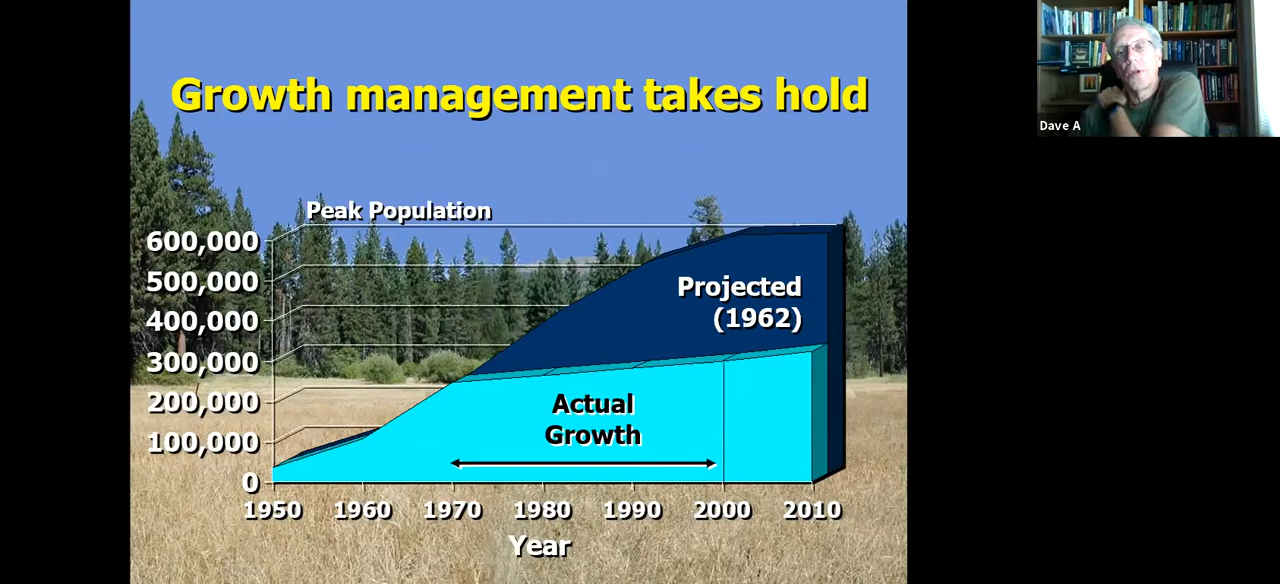 Growth management takes hold
Dave A
Peak Population
600,000
500,000
400,000
300,000
200,000
100,000
0
Projected
(1962)
Actual
Growth
1950 1960 1970 1980 1990 2000 2010
Year